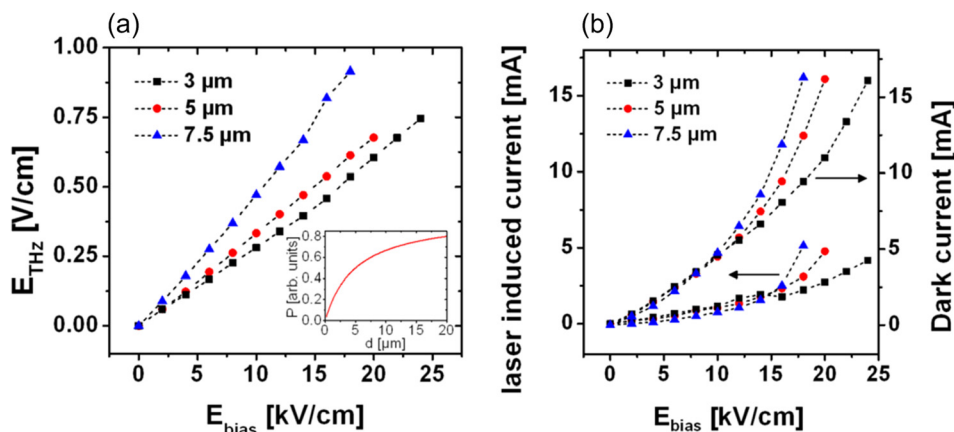 (a)
1.00
0.75
0.50
0.25
0.00
E_THz [V/cm]
3 µm
5 µm
7.5 µm
0.8
0.6
0.4
0.2
0.0
P [arb. units]
0 5 10 15 20
d [µm]
0 5 10 15 20 25
E_bias [kV/cm]
(b)
laser induced current [mA]
15
10
5
0
3 µm
5 µm
7.5 µm
15
10
5
0
Dark current [mA]
0 5 10 15 20 25
E_bias [kV/cm]